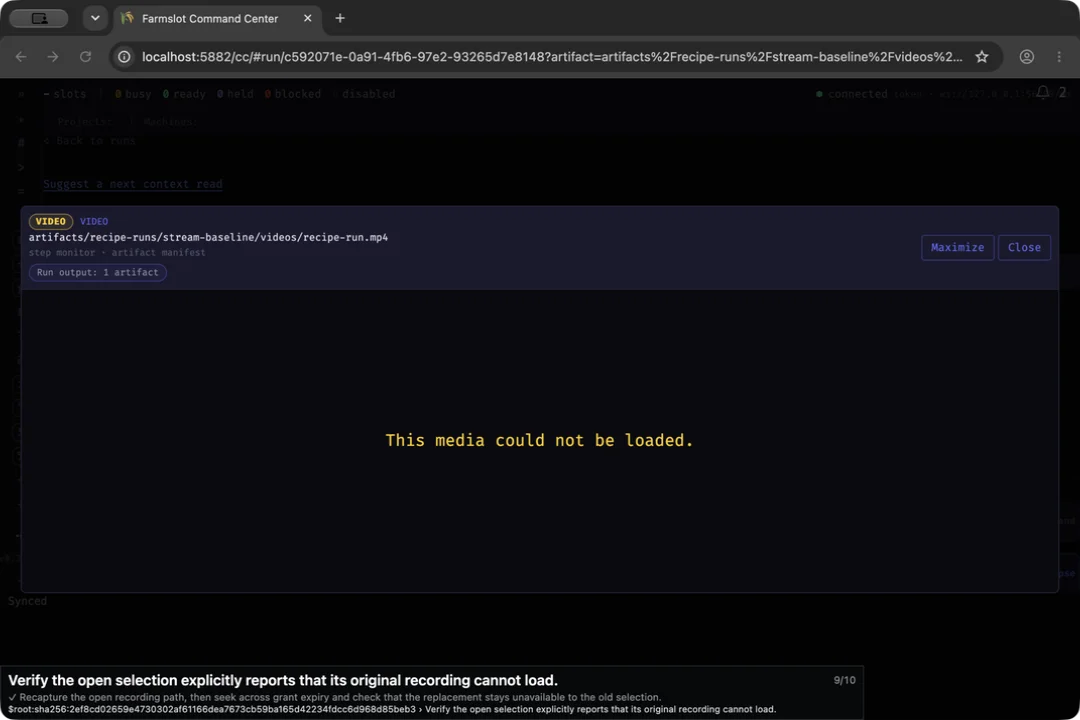 Farmslot Command Center
localhost:5882/cc/#run/c592071e-0a91-4fb6-97e2-93265d7e8148?artifact=artifacts%2Frecipe-runs%2Fstream-baseline%2Fvideos%2...
slots 0 busy 0 ready 0 held 0 blocked disabled
connected token 2
Projects: Machines:
< Back to runs
Suggest a next context read
VIDEO VIDEO
artifacts/recipe-runs/stream-baseline/videos/recipe-run.mp4
step monitor · artifact manifest
Run output: 1 artifact
Maximize Close
This media could not be loaded.
Synced
Verify the open selection explicitly reports that its original recording cannot load.
9/10
✓ Recapture the open recording path, then seek across grant expiry and check that the replacement stays unavailable to the old selection.
$root:sha256:2ef8cd02659e4730302af61166dea7673cb59ba165d42234fdcc6d968d85beb3 › Verify the open selection explicitly reports that its original recording cannot load.